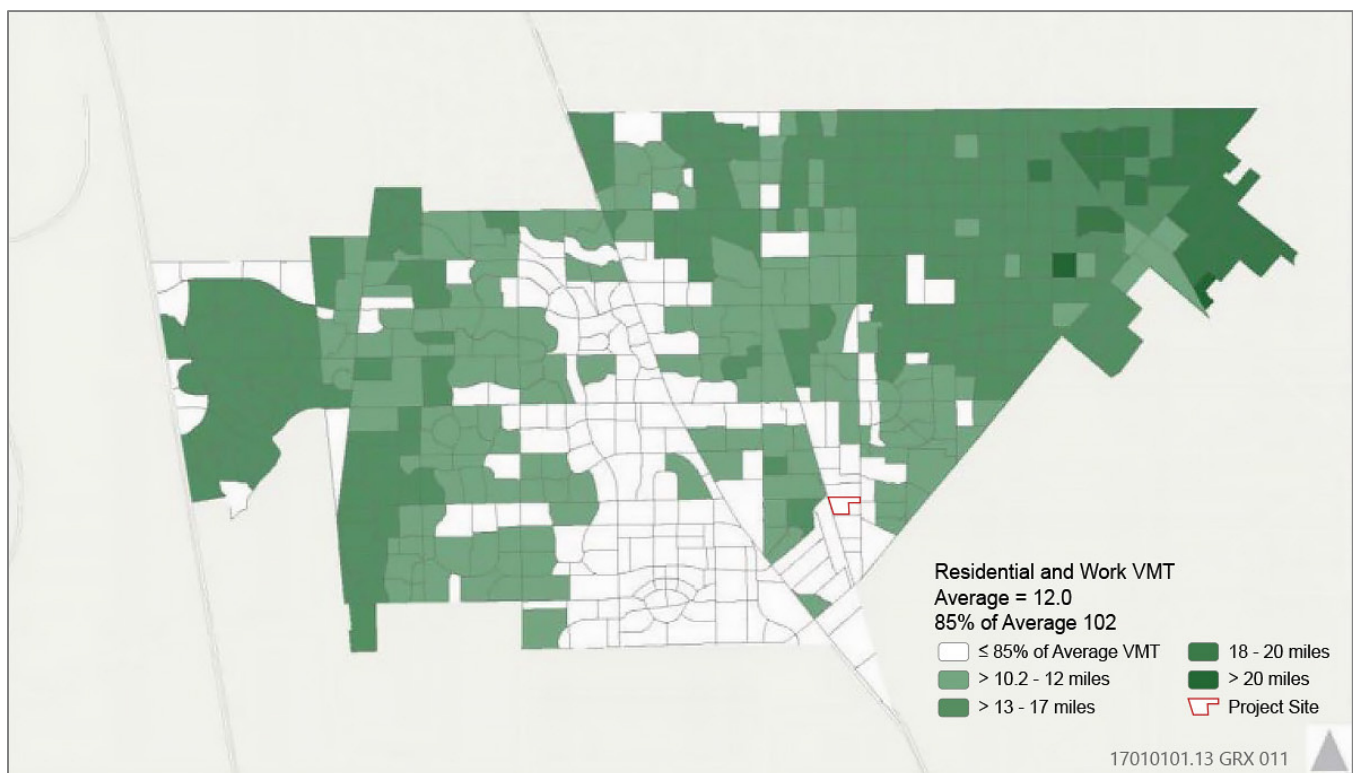 Residential and Work VMT
Average = 12.0
85% of Average 102
≤ 85% of Average VMT
> 10.2 - 12 miles
> 13 - 17 miles
18 - 20 miles
> 20 miles
Project Site
17010101.13 GRX 011